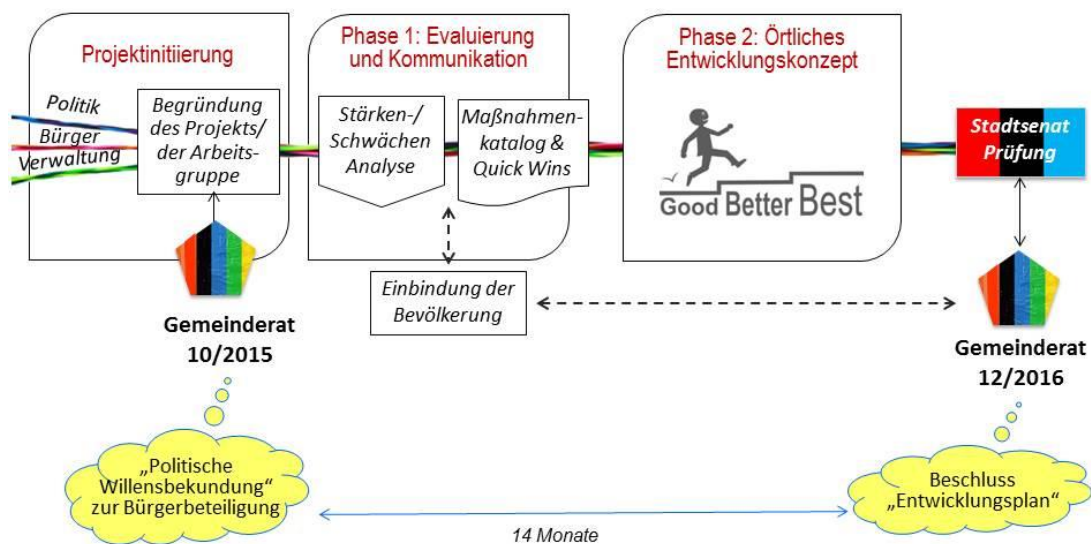 Projektinitiierung
Politik
Bürger
Verwaltung
Begründung
des Projekts/
der Arbeits-
gruppe
Phase 1: Evaluierung
und Kommunikation
Stärken-/
Schwächen
Analyse
Maßnahmen-
katalog &
Quick Wins
Phase 2: Örtliches
Entwicklungskonzept
Good Better Best
Stadtsenat
Prüfung
Einbindung der
Bevölkerung
Gemeinderat
10/2015
Gemeinderat
12/2016
„Politische
Willensbekundung“
zur Bürgerbeteiligung
Beschluss
„Entwicklungsplan“
14 Monate